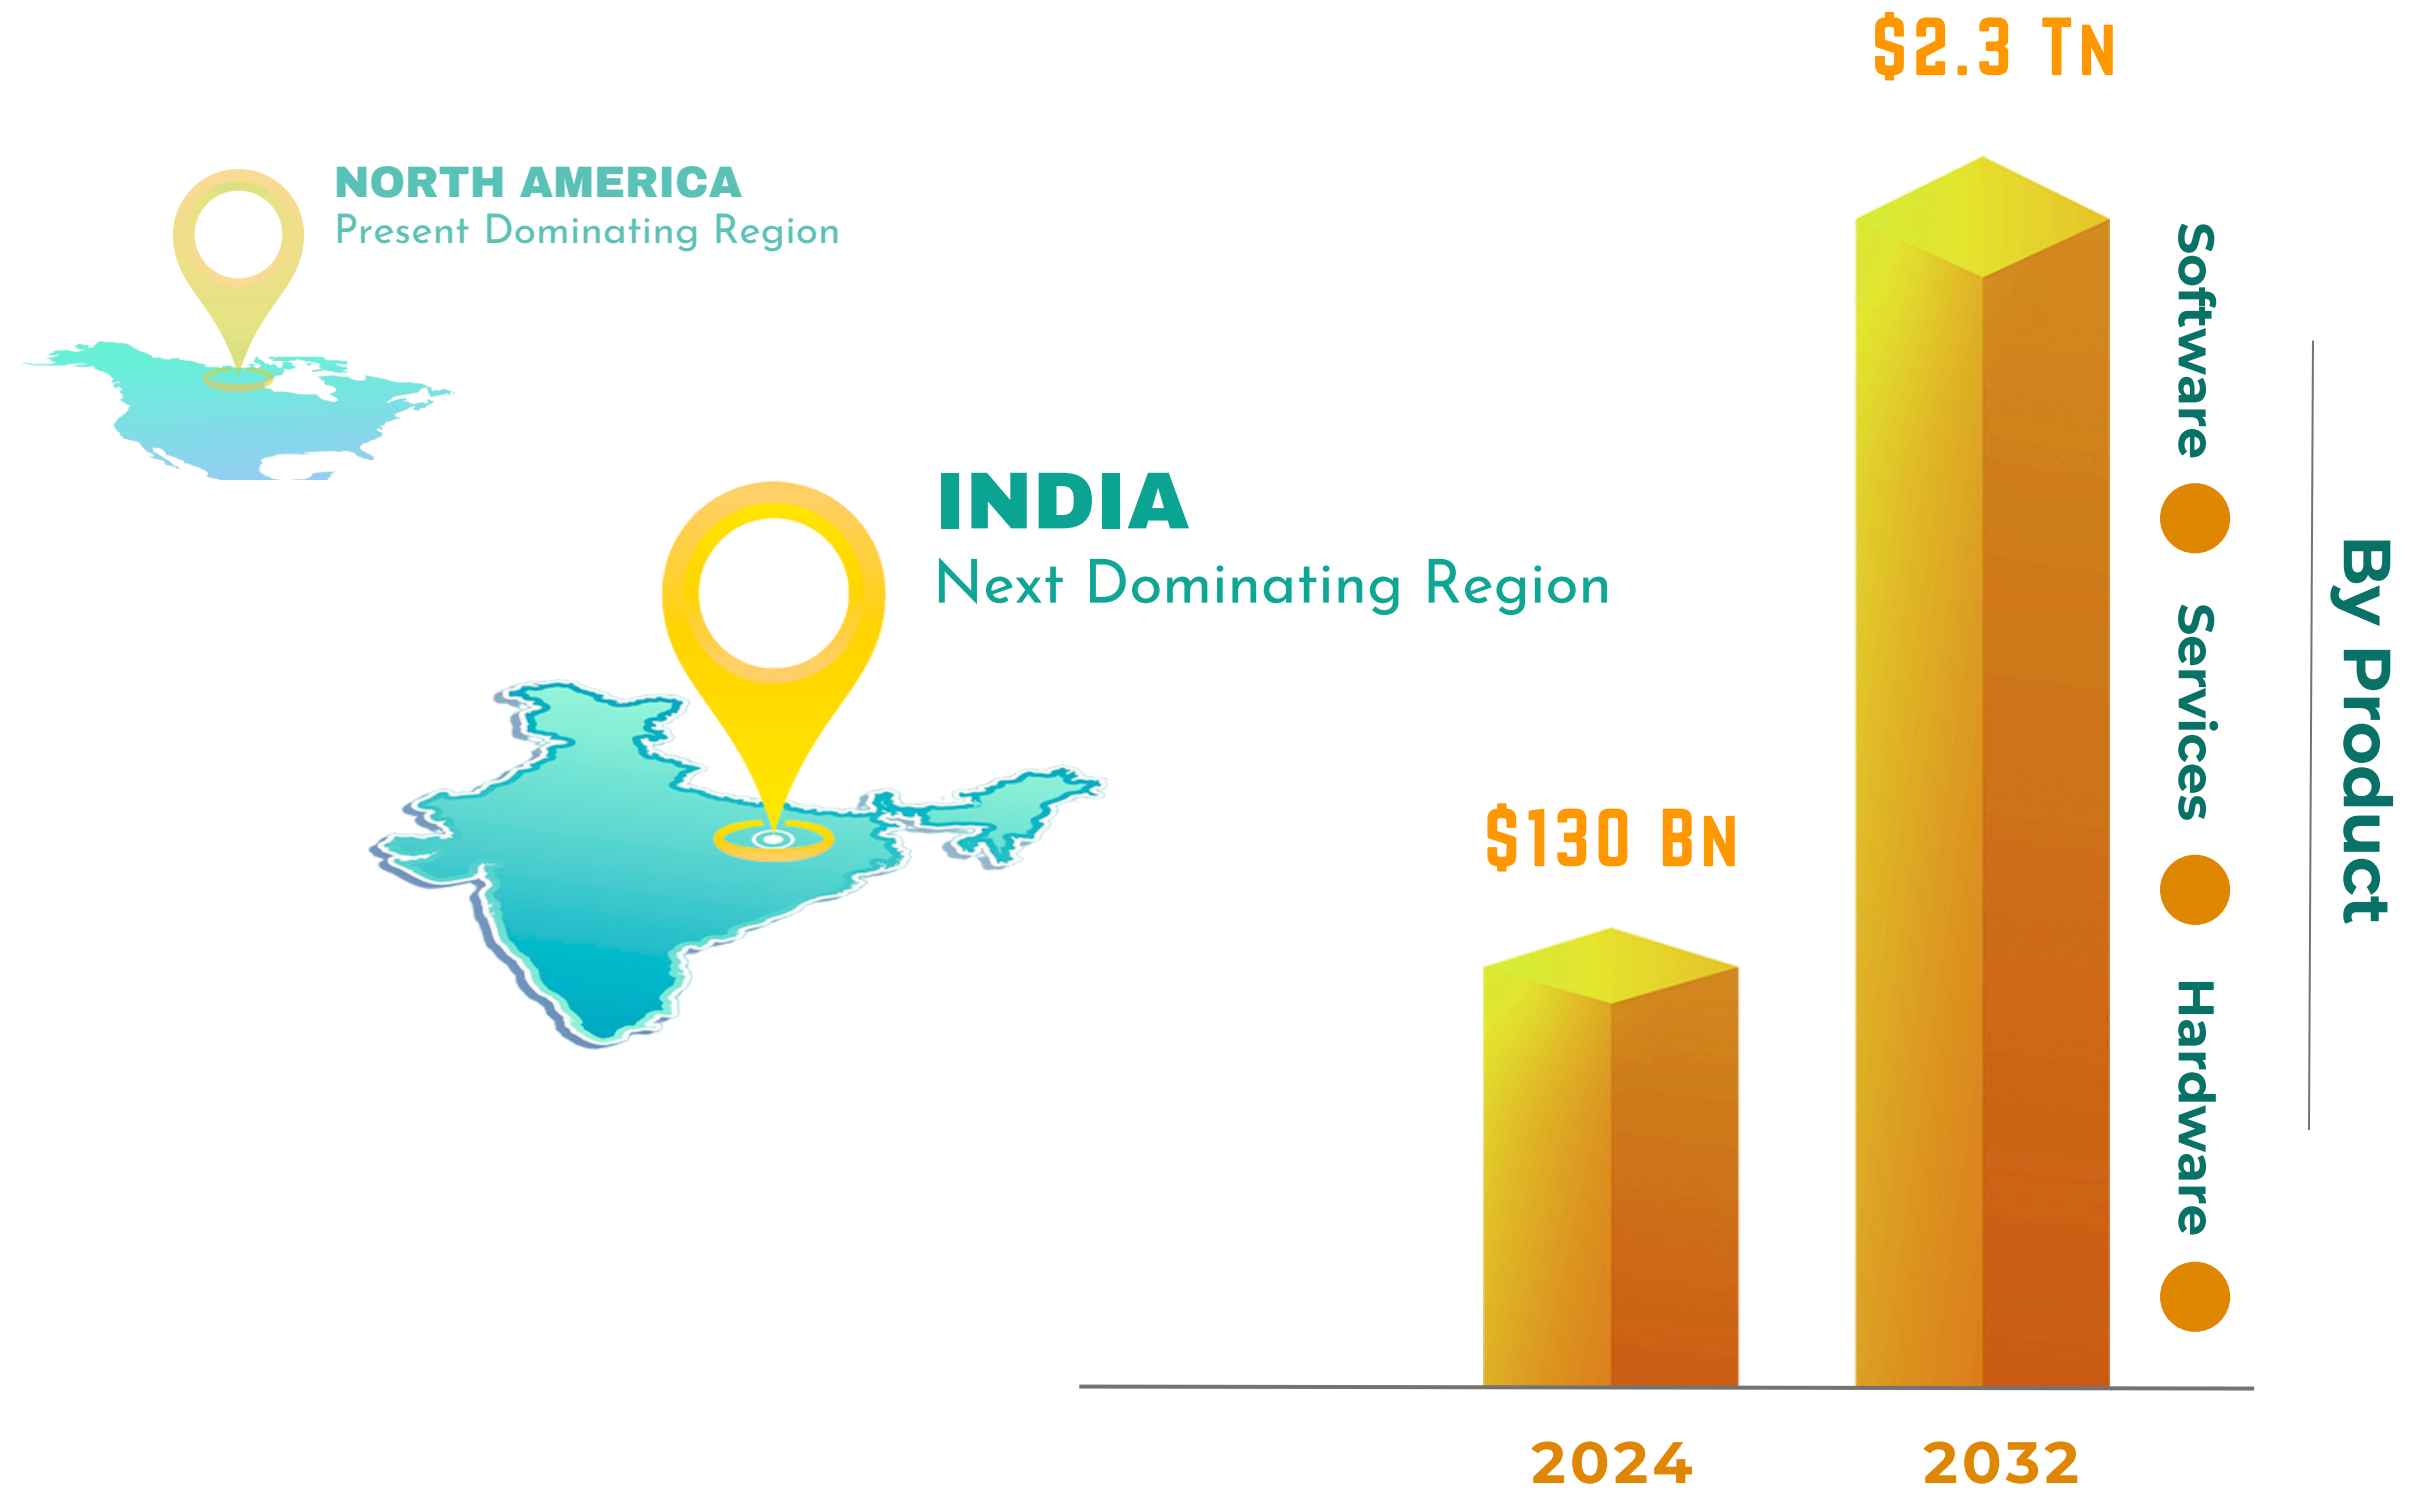 $2.3 Tn
NORTH AMERICA
Present Dominating Region
INDIA
Next Dominating Region
$130 Bn
2024
2032
Software
Services
Hardware
By Product